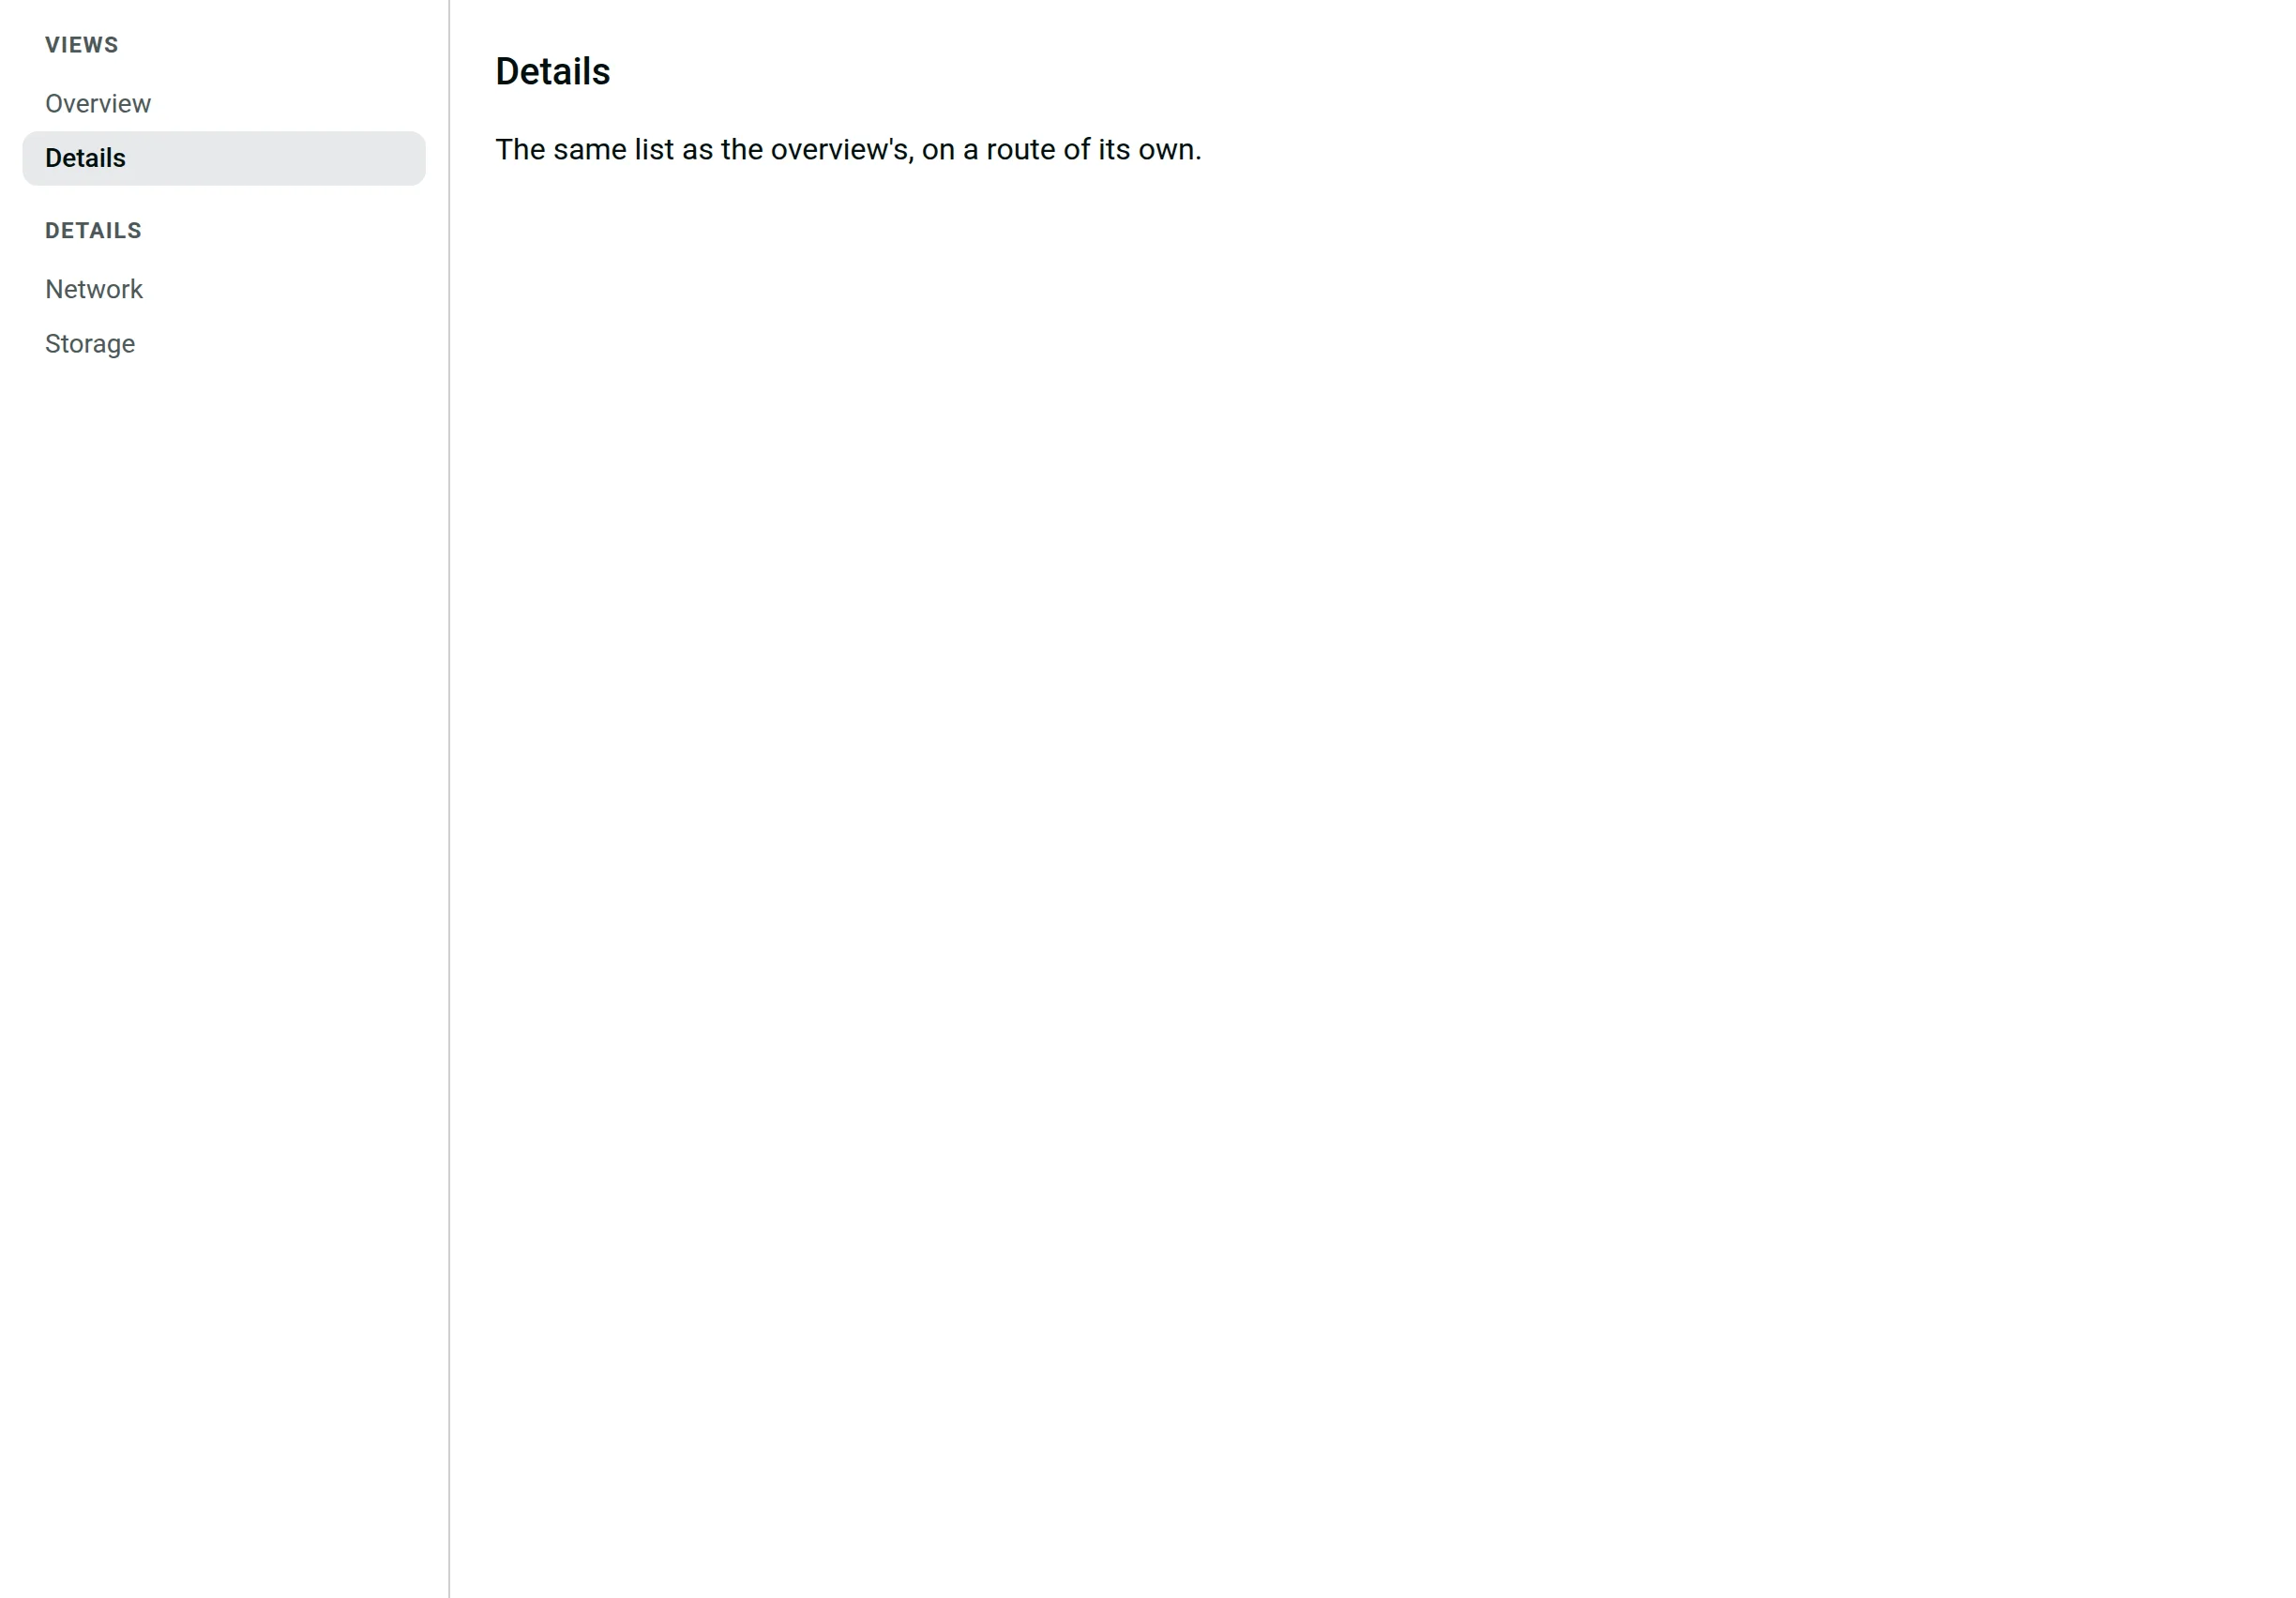 VIEWS
Overview
Details
DETAILS
Network
Storage
Details
The same list as the overview's, on a route of its own.